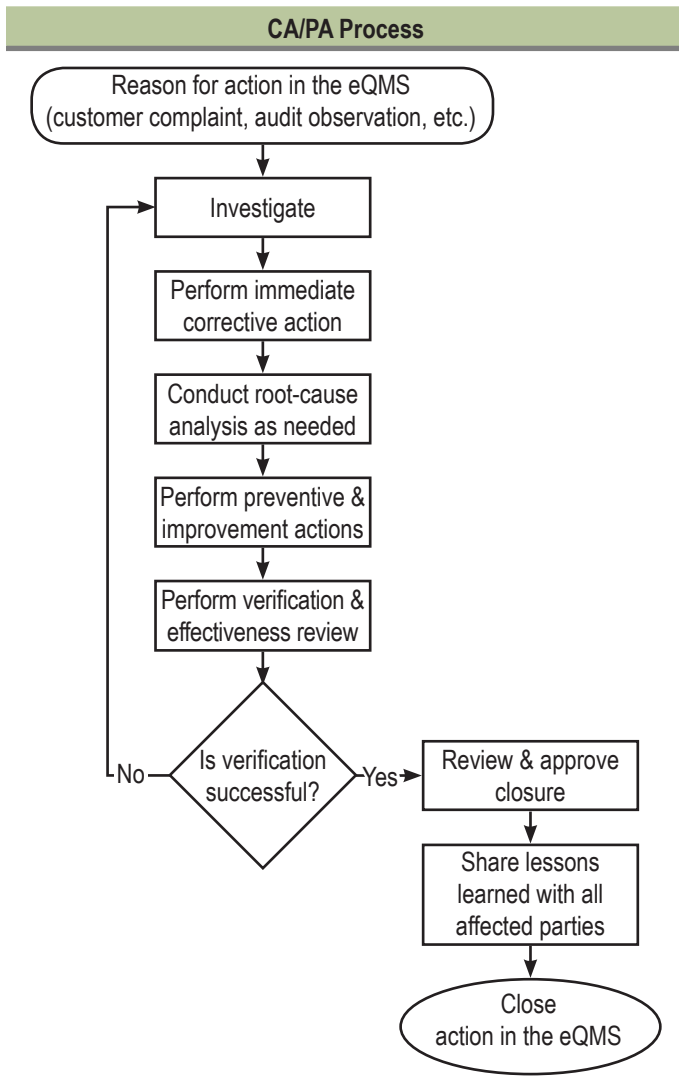 CA/PA Process
Reason for action in the eQMS
(customer complaint, audit observation, etc.)
Investigate
Perform immediate
corrective action
Conduct root-cause
analysis as needed
Perform preventive &
improvement actions
Perform verification &
effectiveness review
Is verification
successful?
No
Yes
Review & approve
closure
Share lessons
learned with all
affected parties
Close
action in the eQMS